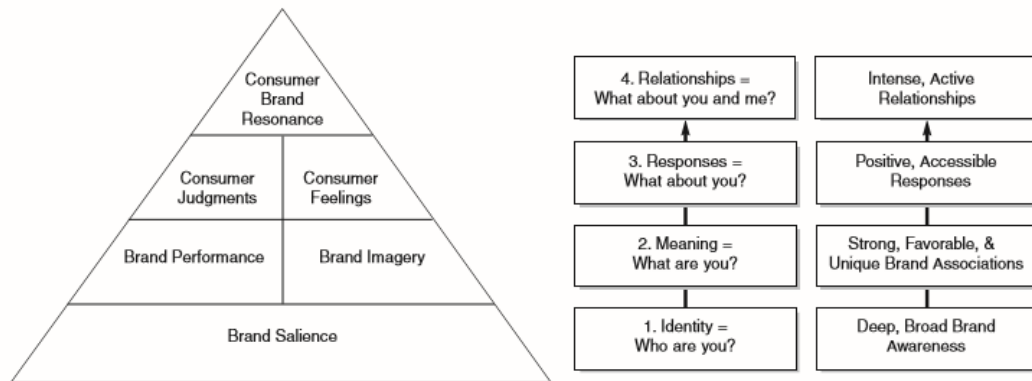 Consumer
Brand
Resonance
Consumer
Judgments
Consumer
Feelings
Brand Performance
Brand Imagery
Brand Salience
4. Relationships =
What about you and me?
Intense, Active
Relationships
3. Responses =
What about you?
Positive, Accessible
Responses
2. Meaning =
What are you?
Strong, Favorable, &
Unique Brand Associations
1. Identity =
Who are you?
Deep, Broad Brand
Awareness